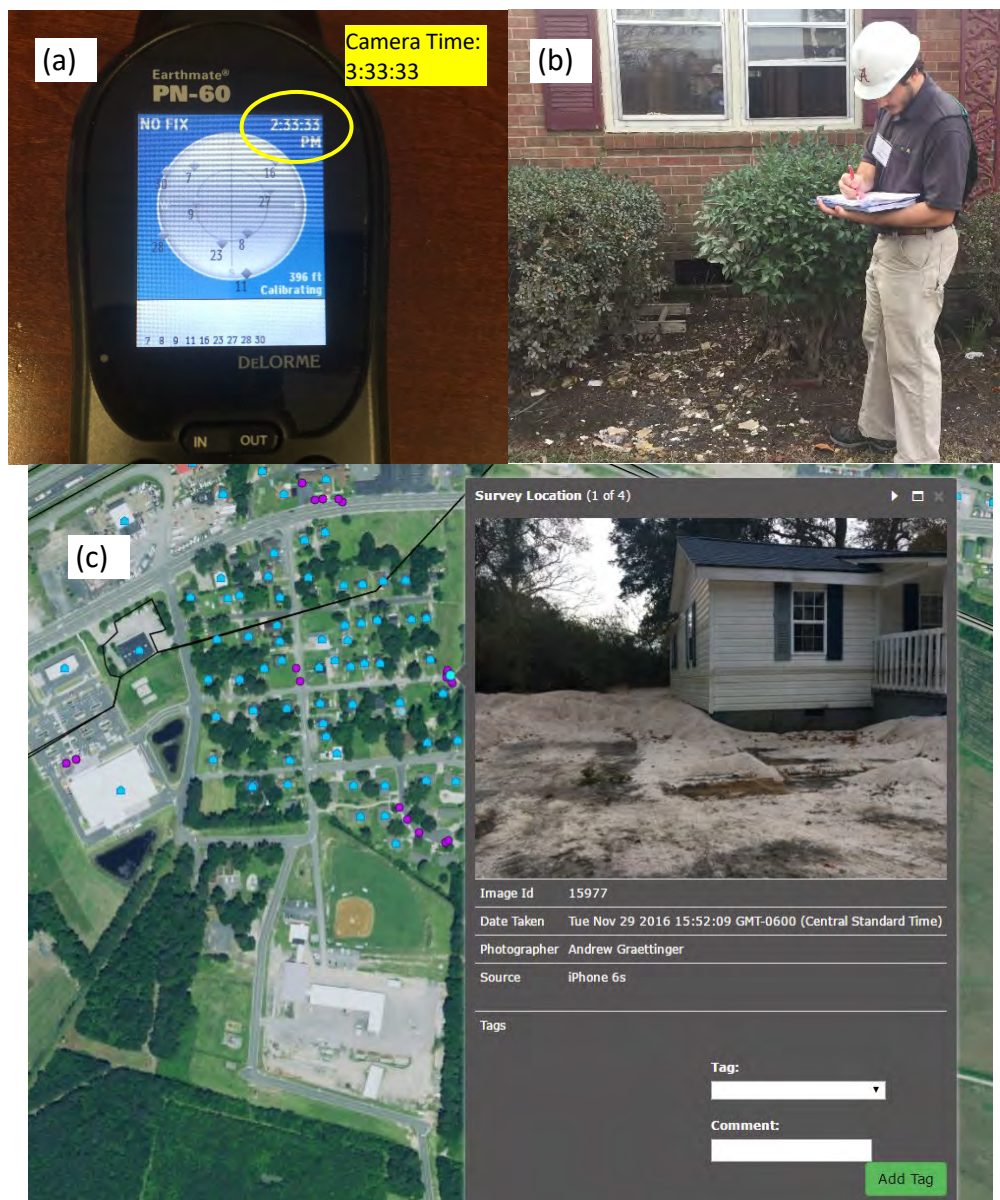 (a)
Camera Time:
3:33:33
Earthmate®
PN-60
NO FIX 2:33:33
PM
7
16
27
9
28
23
8
S
11
396 ft
Calibrating
7 8 9 11 16 23 27 28 30
DELORME
IN OUT
(b)
A
(c)
Survey Location (1 of 4)
Image Id 15977
Date Taken Tue Nov 29 2016 15:52:09 GMT-0600 (Central Standard Time)
Photographer Andrew Graettinger
Source iPhone 6s
Tags
Tag:
Comment:
Add Tag